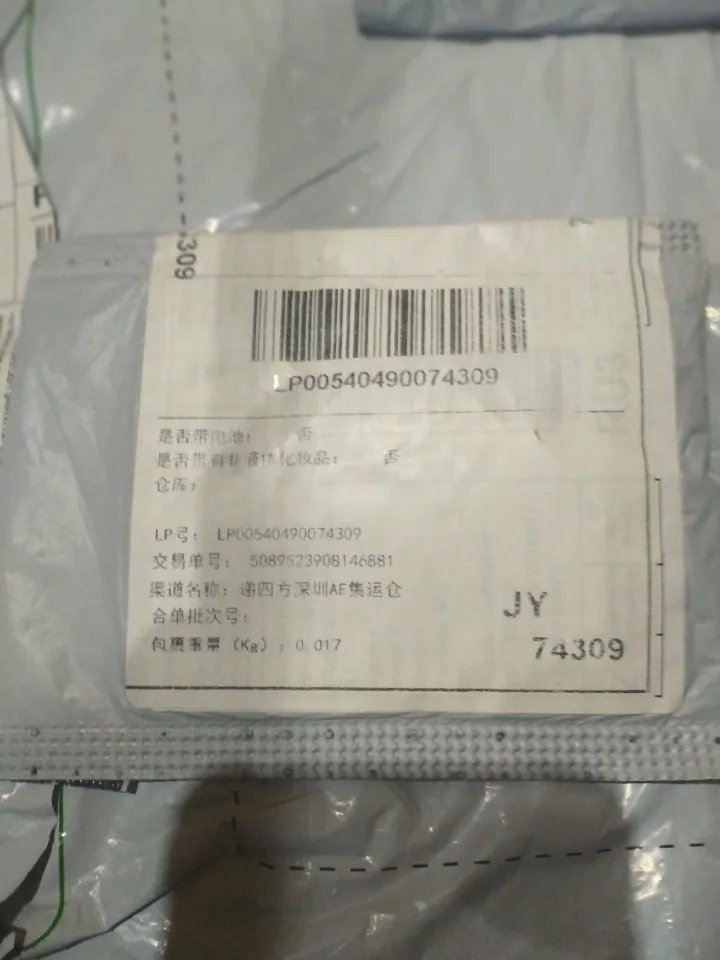 309
LP00540490074309
是否带电池： 否
是否带有非液体化妆品： 否
仓库：
LP号： LP00540490074309
交易单号： 5089523908146881
渠道名称：递四方深圳AE集运仓
合单批次号：
包裹重量（Kg）：0.017
JY
74309